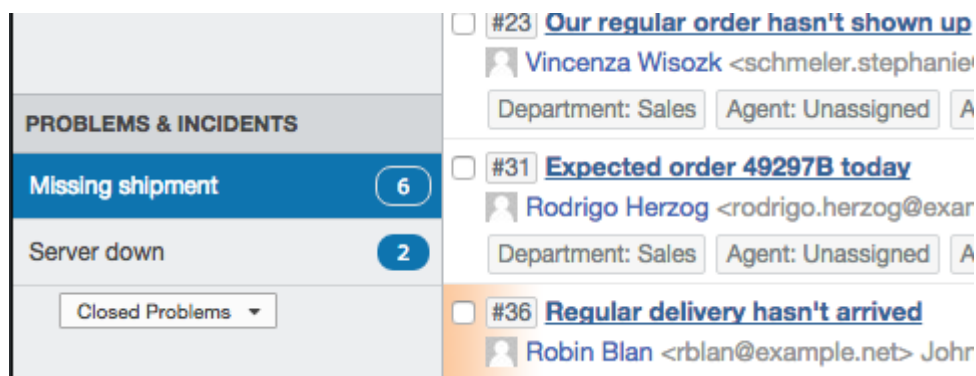 PROBLEMS & INCIDENTS
Missing shipment 6
Server down 2
Closed Problems
#23 Our regular order hasn't shown up
Vincenza Wisozk <schmeler.stephanie
Department: Sales Agent: Unassigned A
#31 Expected order 49297B today
Rodrigo Herzog <rodrigo.herzog@exam
Department: Sales Agent: Unassigned A
#36 Regular delivery hasn't arrived
Robin Blan <rblan@example.net> John